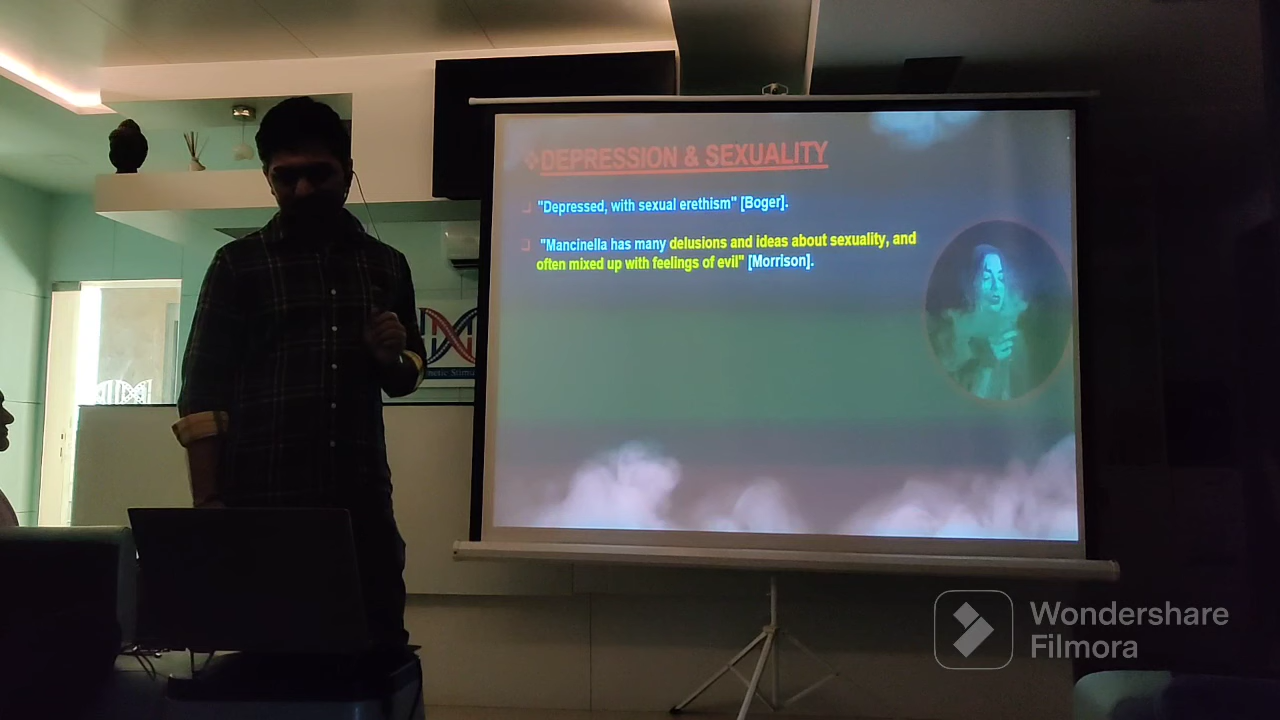 ❖DEPRESSION & SEXUALITY
❑ "Depressed, with sexual erethism" [Boger].
❑ "Mancinella has many delusions and ideas about sexuality, and
often mixed up with feelings of evil" [Morrison].
Wondershare
Filmora